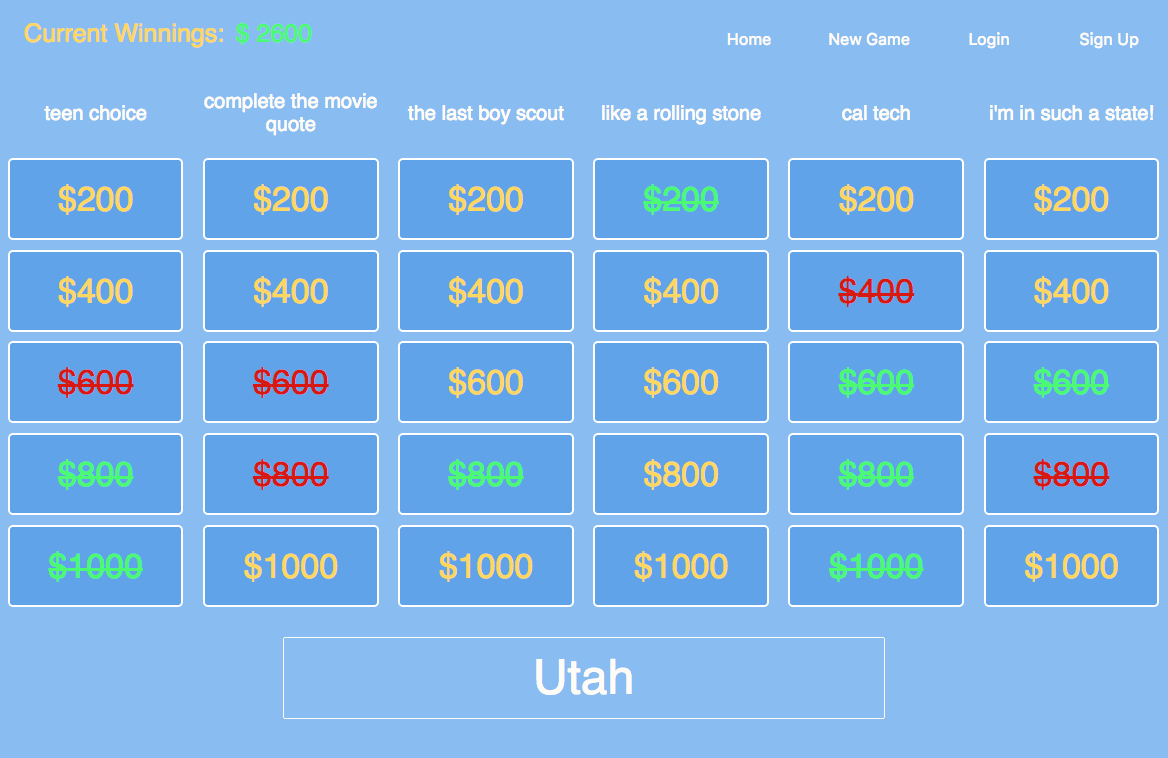 Current Winnings: $ 2600
Home New Game Login Sign Up
teen choice
complete the movie
quote
the last boy scout
like a rolling stone
cal tech
i'm in such a state!
$200 $200 $200 $200 $200 $200
$400 $400 $400 $400 $400 $400
$600 $600 $600 $600 $600 $600
$800 $800 $800 $800 $800 $800
$1000 $1000 $1000 $1000 $1000 $1000
Utah